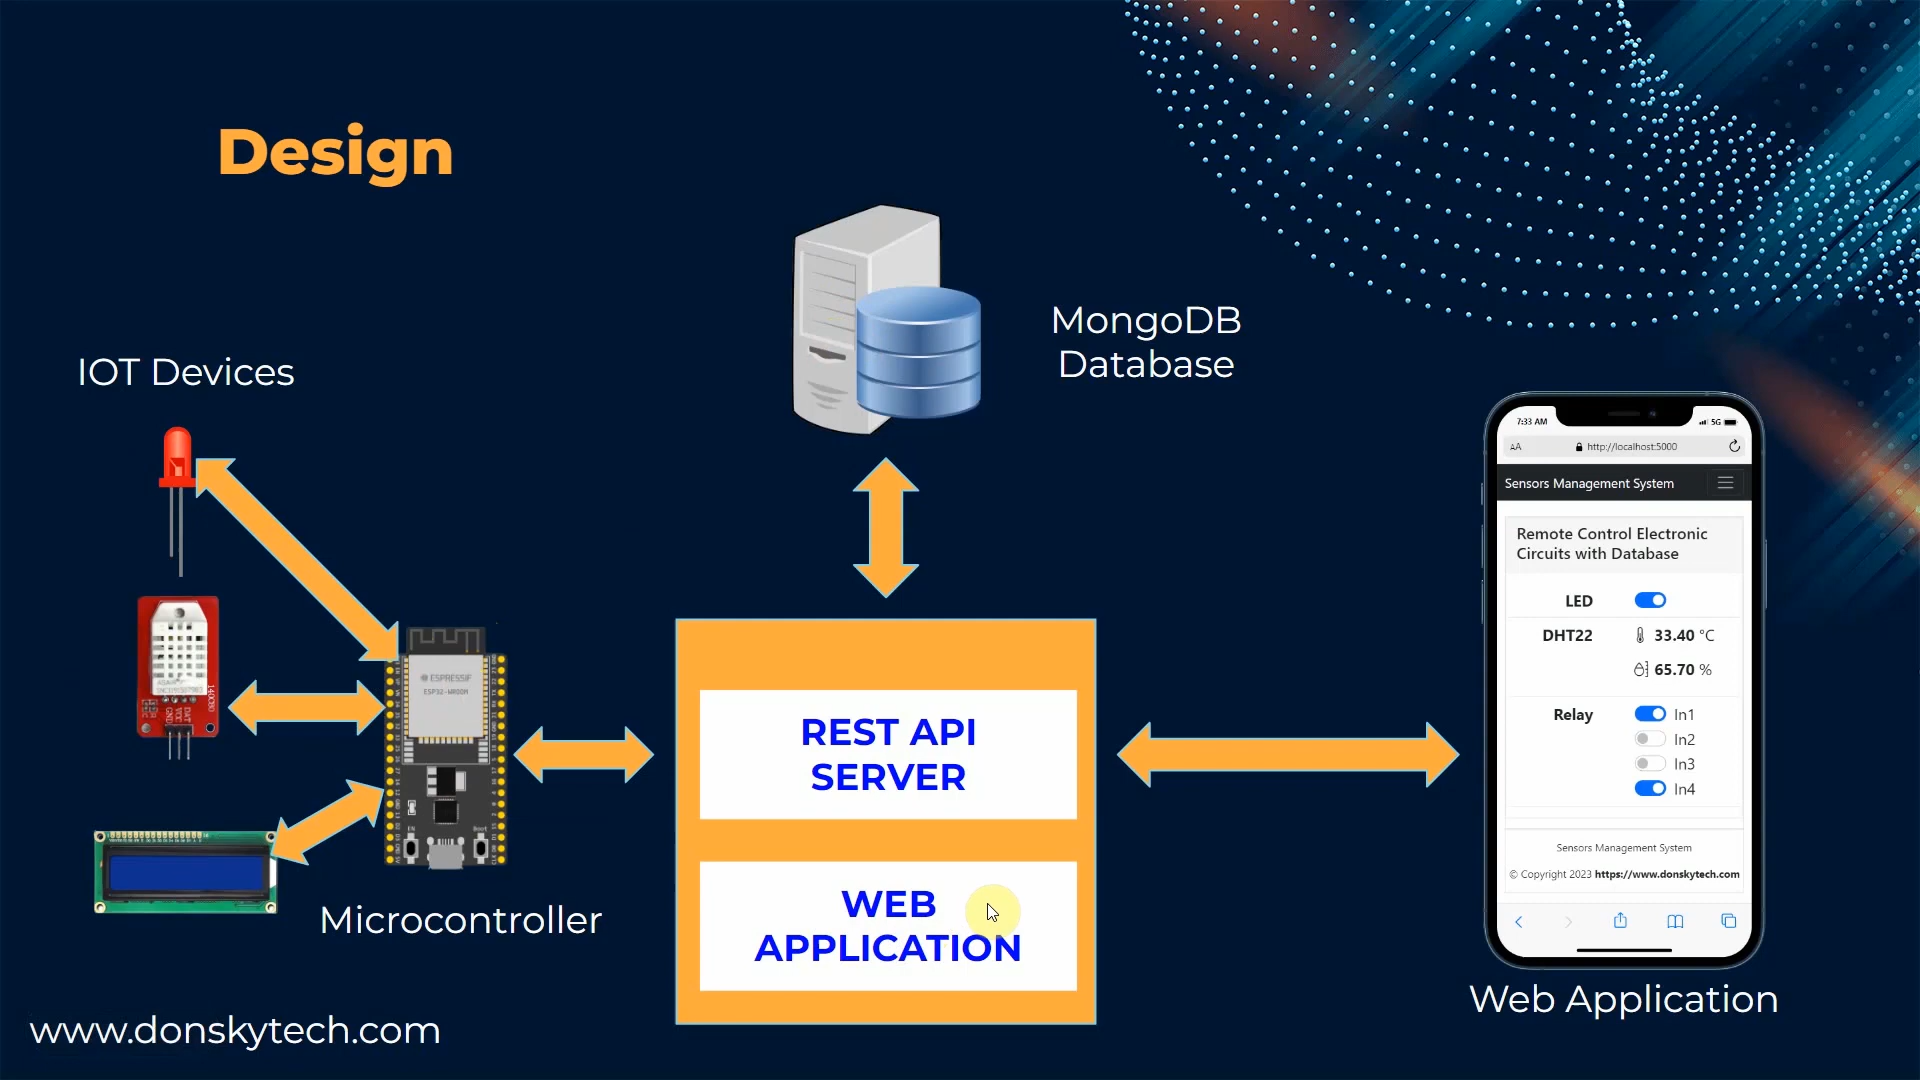 Design
MongoDB
Database
IOT Devices
7:33 AM
5G
AA
http://localhost:5000
Sensors Management System
Remote Control Electronic
Circuits with Database
LED
DHT22 33.40 °C
65.70 %
Relay In1
In2
In3
In4
Sensors Management System
© Copyright 2023 https://www.donskytech.com
ESPRESSIF
ESP32-WROOM
EN
Boot
REST API
SERVER
WEB
APPLICATION
Microcontroller
Web Application
www.donskytech.com